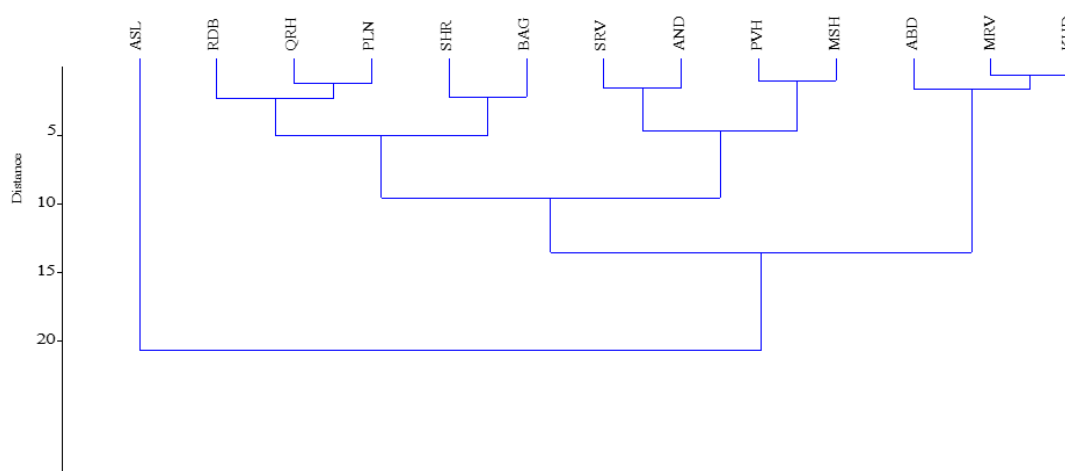 ASL
RDB
QRH
PLN
SHR
BAG
SRV
AND
PVH
MSH
ABD
MRV
Distance
5
10
15
20